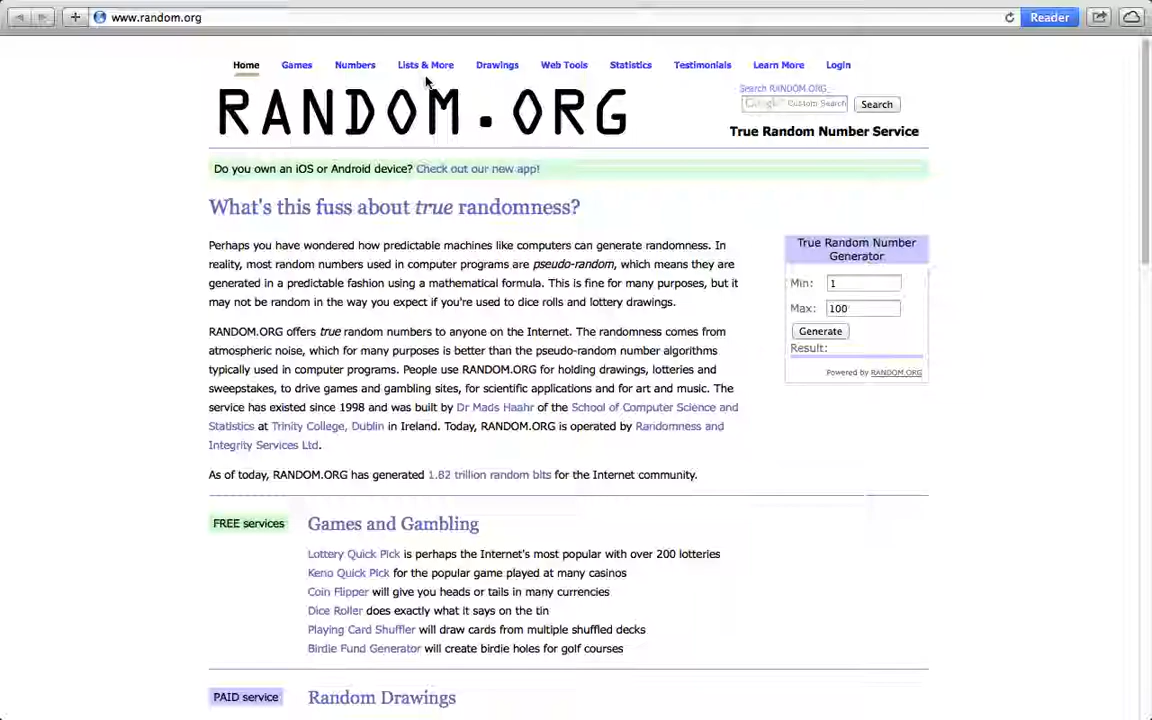 www.random.org
Reader
Home Games Numbers Lists & More Drawings Web Tools Statistics Testimonials Learn More Login
RANDOM.ORG
Search RANDOM.ORG
Google Custom Search Search
True Random Number Service
Do you own an iOS or Android device? Check out our new app!
What's this fuss about true randomness?
Perhaps you have wondered how predictable machines like computers can generate randomness. In
reality, most random numbers used in computer programs are pseudo-random, which means they are
generated in a predictable fashion using a mathematical formula. This is fine for many purposes, but it
may not be random in the way you expect if you're used to dice rolls and lottery drawings.
RANDOM.ORG offers true random numbers to anyone on the Internet. The randomness comes from
atmospheric noise, which for many purposes is better than the pseudo-random number algorithms
typically used in computer programs. People use RANDOM.ORG for holding drawings, lotteries and
sweepstakes, to drive games and gambling sites, for scientific applications and for art and music. The
service has existed since 1998 and was built by Dr Mads Haahr of the School of Computer Science and
Statistics at Trinity College, Dublin in Ireland. Today, RANDOM.ORG is operated by Randomness and
Integrity Services Ltd.
As of today, RANDOM.ORG has generated 1.82 trillion random bits for the Internet community.
True Random Number
Generator
Min: 1
Max: 100
Generate
Result:
Powered by RANDOM.ORG
FREE services
Games and Gambling
Lottery Quick Pick is perhaps the Internet's most popular with over 200 lotteries
Keno Quick Pick for the popular game played at many casinos
Coin Flipper will give you heads or tails in many currencies
Dice Roller does exactly what it says on the tin
Playing Card Shuffler will draw cards from multiple shuffled decks
Birdie Fund Generator will create birdie holes for golf courses
PAID service
Random Drawings